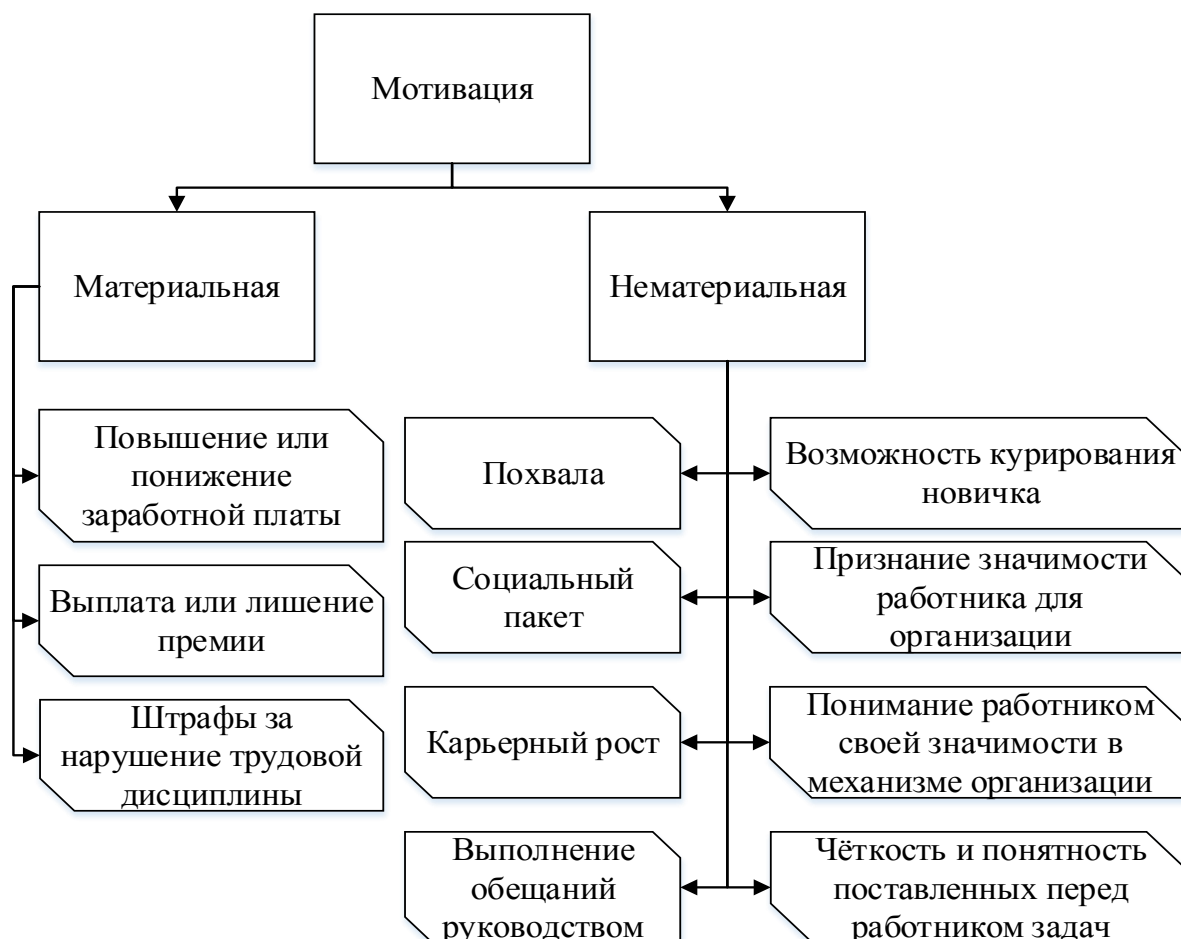 Мотивация
Материальная
Нематериальная
Повышение или
понижение
заработной платы
Выплата или лишение
премии
Штрафы за
нарушение трудовой
дисциплины
Похвала
Социальный
пакет
Карьерный рост
Выполнение
обещаний
руководством
Возможность курирования
новичка
Признание значимости
работника для
организации
Понимание работником
своей значимости в
механизме организации
Чёткость и понятность
поставленных перед
работником задач